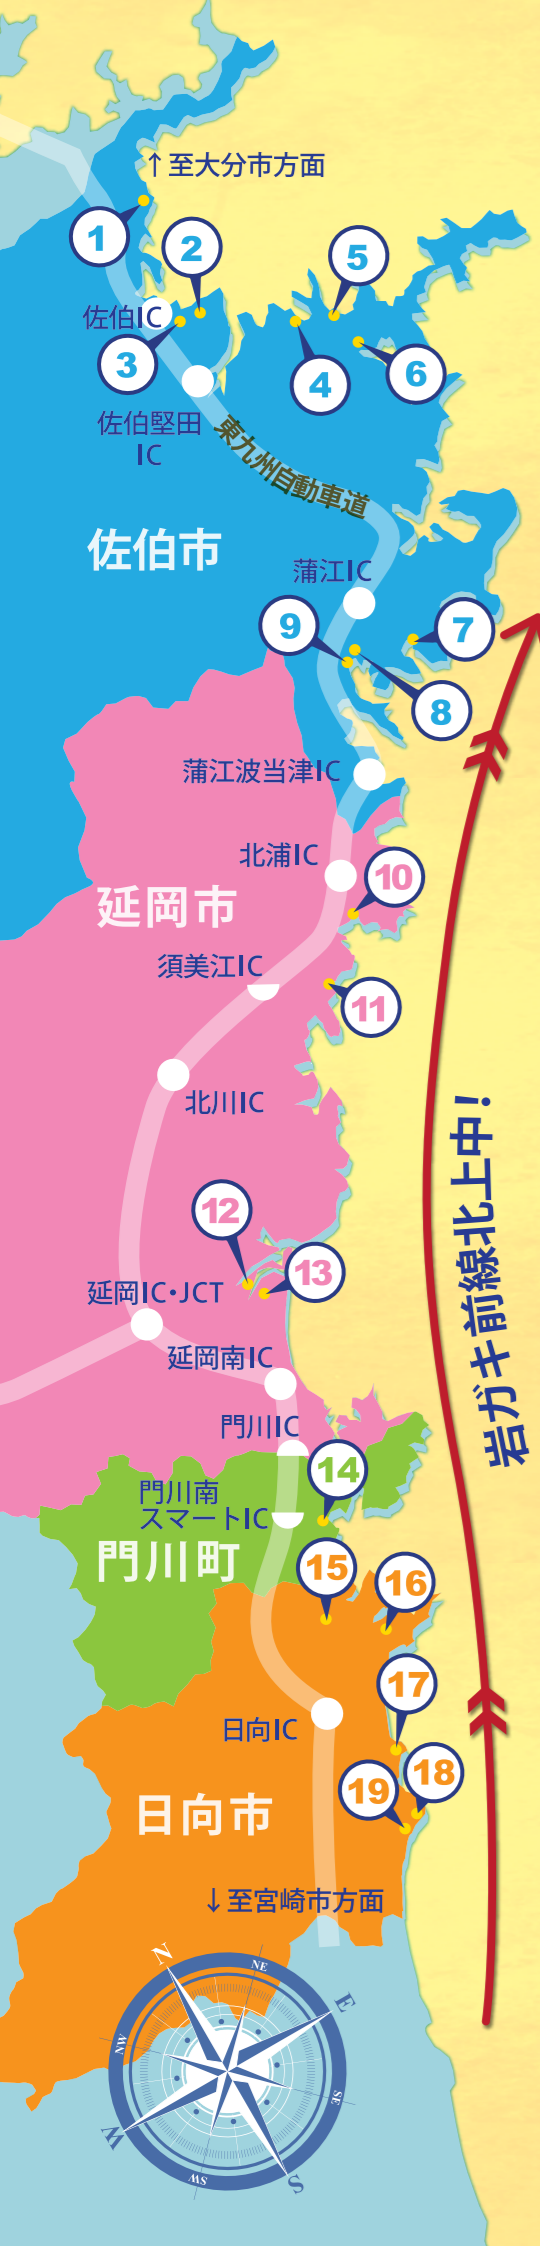 ↑至大分市方面
1
2
5
佐伯IC
3
4
6
佐伯堅田
IC
東九州自動車道
佐伯市
蒲江IC
9
7
8
蒲江波当津IC
北浦IC
10
延岡市
須美江IC
11
北川IC
岩ガキ前線北上中!
12
13
延岡IC・JCT
延岡南IC
門川IC
14
門川南
スマートIC
門川町
15
16
17
日向IC
18
19
日向市
↓至宮崎市方面
N
NE
E
NW
SE
W
SW
S